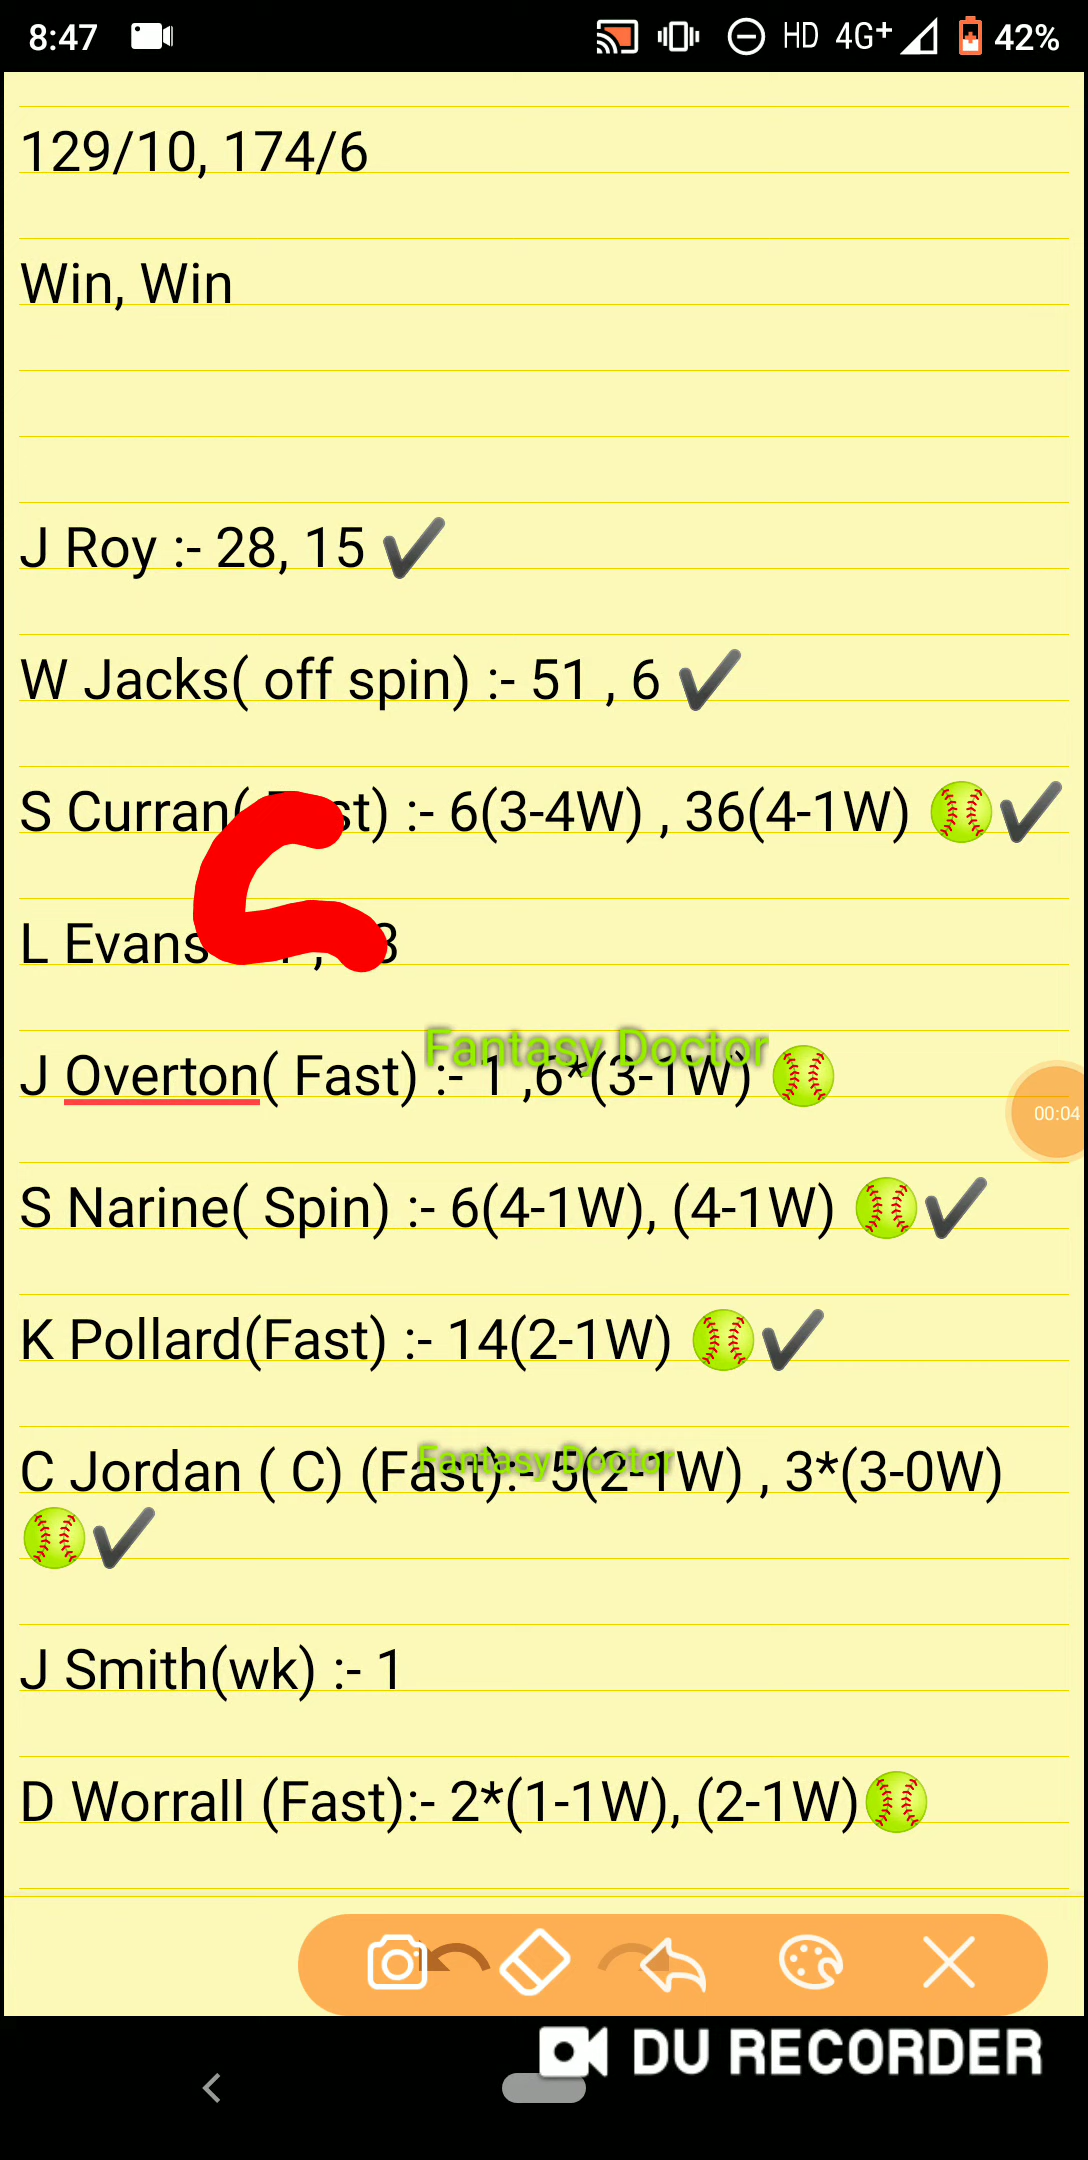 8:47 HD 4G+ 42%
129/10, 174/6
Win, Win
J Roy :- 28, 15 ✔
W Jacks( off spin) :- 51 , 6 ✔
S Curran( st) :- 6(3-4W) , 36(4-1W) 🥎✔
L Evans
Fantasy Doctor
J Overton( Fast) :- 1 ,6*(3-1W) 🥎
00:04
S Narine( Spin) :- 6(4-1W), (4-1W) 🥎✔
K Pollard(Fast) :- 14(2-1W) 🥎✔
Fantasy Doctor
C Jordan ( C) (Fast):- 5(2-1W) , 3*(3-0W)
🥎✔
J Smith(wk) :- 1
D Worrall (Fast):- 2*(1-1W), (2-1W)🥎
DU RECORDER